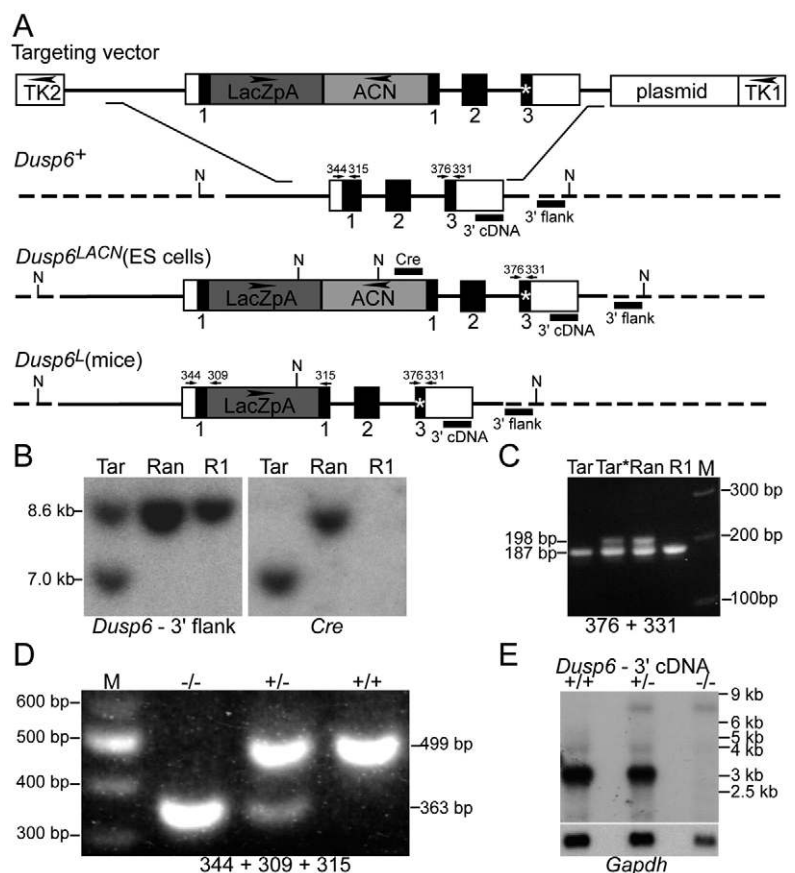 A
Targeting vector
TK2 LacZpA ACN * plasmid TK1
1 1 2 3
Dusp6+
N 344 315 376 331 N
1 2 3 3' cDNA 3' flank
Dusp6LACN(ES cells)
N N N Cre 376 331 N
LacZpA ACN *
1 1 2 3 3' cDNA 3' flank
Dusp6L(mice)
N 344 309 N 315 376 331 N
LacZpA *
1 1 2 3 3' cDNA 3' flank
B
Tar Ran R1 Tar Ran R1
8.6 kb
7.0 kb
Dusp6 - 3' flank Cre
C
Tar Tar* Ran R1 M
300 bp
198 bp 200 bp
187 bp
100bp
376 + 331
D
M -/- +/- +/+
600 bp
500 bp 499 bp
400 bp
363 bp
300 bp
344 + 309 + 315
E
Dusp6 - 3' cDNA
+/+ +/- -/-
9 kb
6 kb
5 kb
4 kb
3 kb
2.5 kb
Gapdh